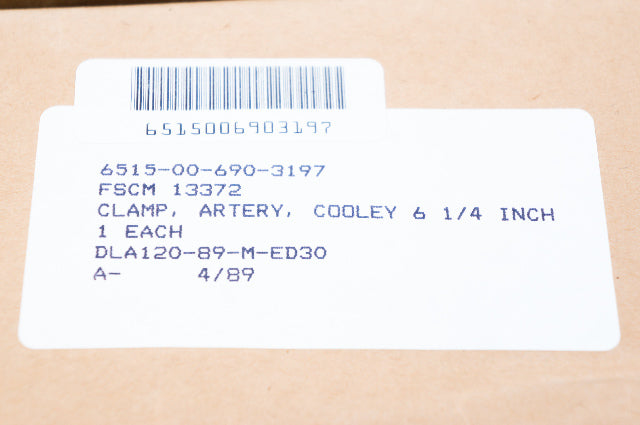 6515006903197
6515-00-690-3197
FSCM 13372
CLAMP, ARTERY, COOLEY 6 1/4 INCH
1 EACH
DLA120-89-M-ED30
A- 4/89